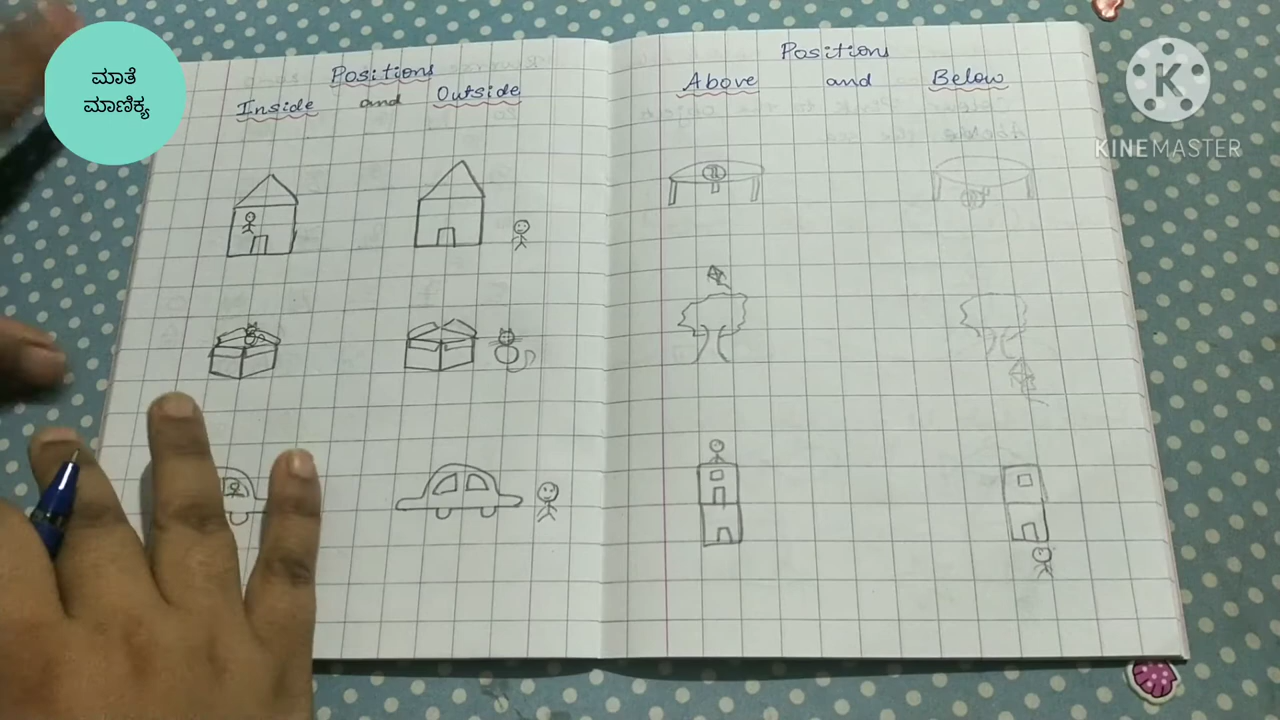 ಮಾತೆ
ಮಾಣಿಕ್ಯ
Positions
Inside and Outside
Positions
Above and Below
K
KINEMASTER